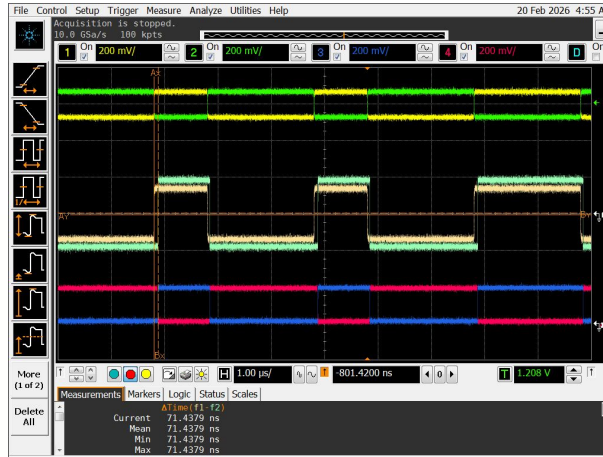 File Control Setup Trigger Measure Analyze Utilities Help 20 Feb 2026 4:55 A
Acquisition is stopped.
10.0 GSa/s 100 kpts
1 On 200 mV/ 2 On 200 mV/ 3 On 200 mV/ 4 On 200 mV/ D On
Ax
AY By
Bx
More
(1 of 2)
Delete
All
H 1.00 µs/ -801.4200 ns 0 T 1.208 V
Measurements Markers Logic Status Scales
ΔTime(f1-f2)
Current 71.4379 ns
Mean 71.4379 ns
Min 71.4379 ns
Max 71.4379 ns